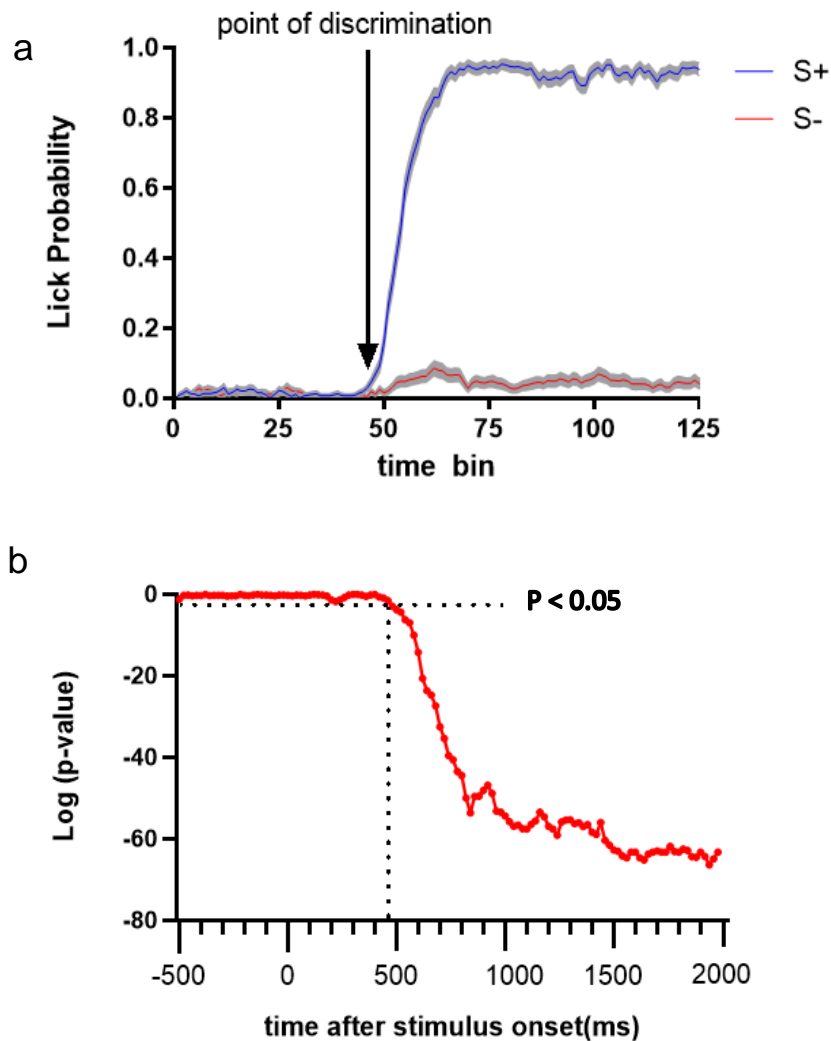 a
point of discrimination
1.0
0.8
0.6
0.4
0.2
0.0
Lick Probability
0 25 50 75 100 125
time bin
S+
S-
b
0
-20
-40
-60
-80
Log (p-value)
P < 0.05
-500 0 500 1000 1500 2000
time after stimulus onset(ms)